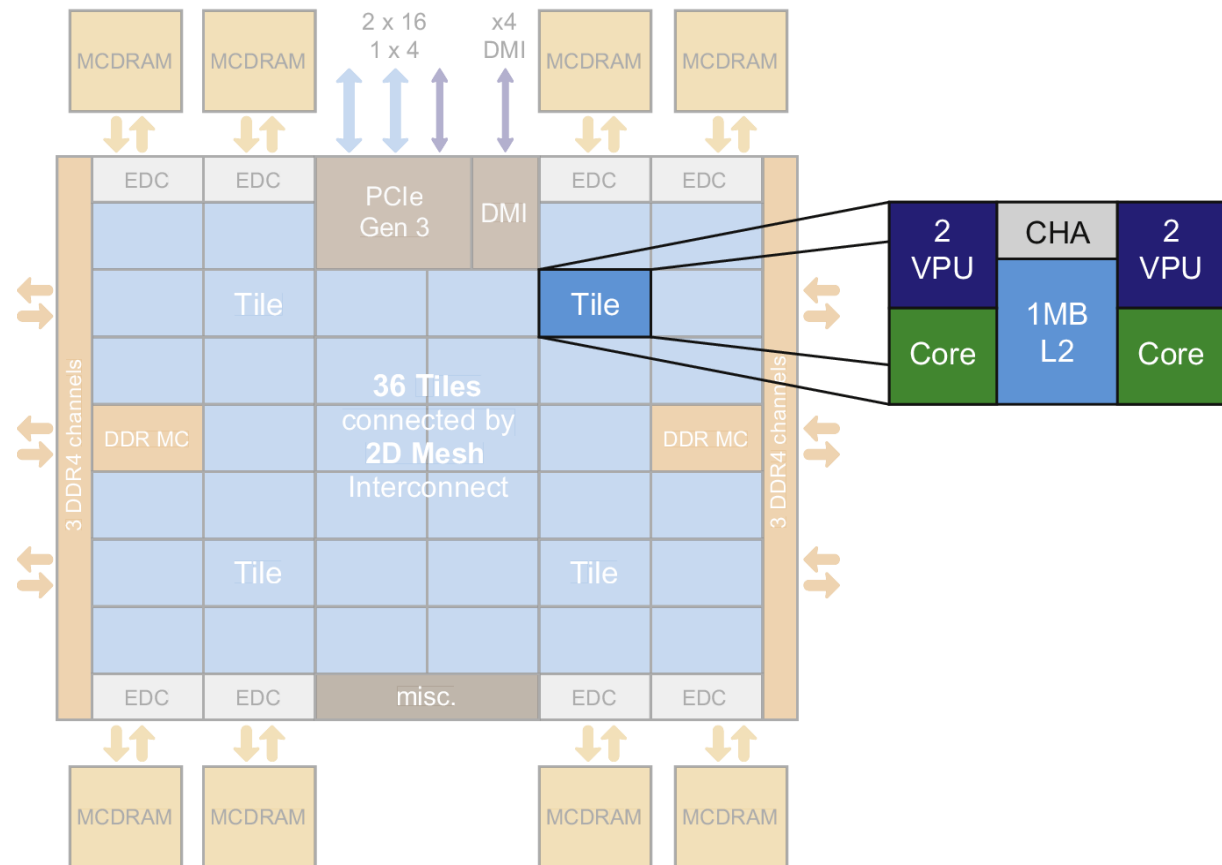 2 x 16
1 x 4
x4
DMI
MCDRAM
MCDRAM
MCDRAM
MCDRAM
EDC
EDC
PCIe
Gen 3
DMI
EDC
EDC
2
VPU
CHA
2
VPU
Tile
Tile
1MB
L2
Core
Core
3 DDR4 channels
36 Tiles
connected by
2D Mesh
Interconnect
DDR MC
DDR MC
3 DDR4 channels
Tile
Tile
EDC
EDC
misc.
EDC
EDC
MCDRAM
MCDRAM
MCDRAM
MCDRAM